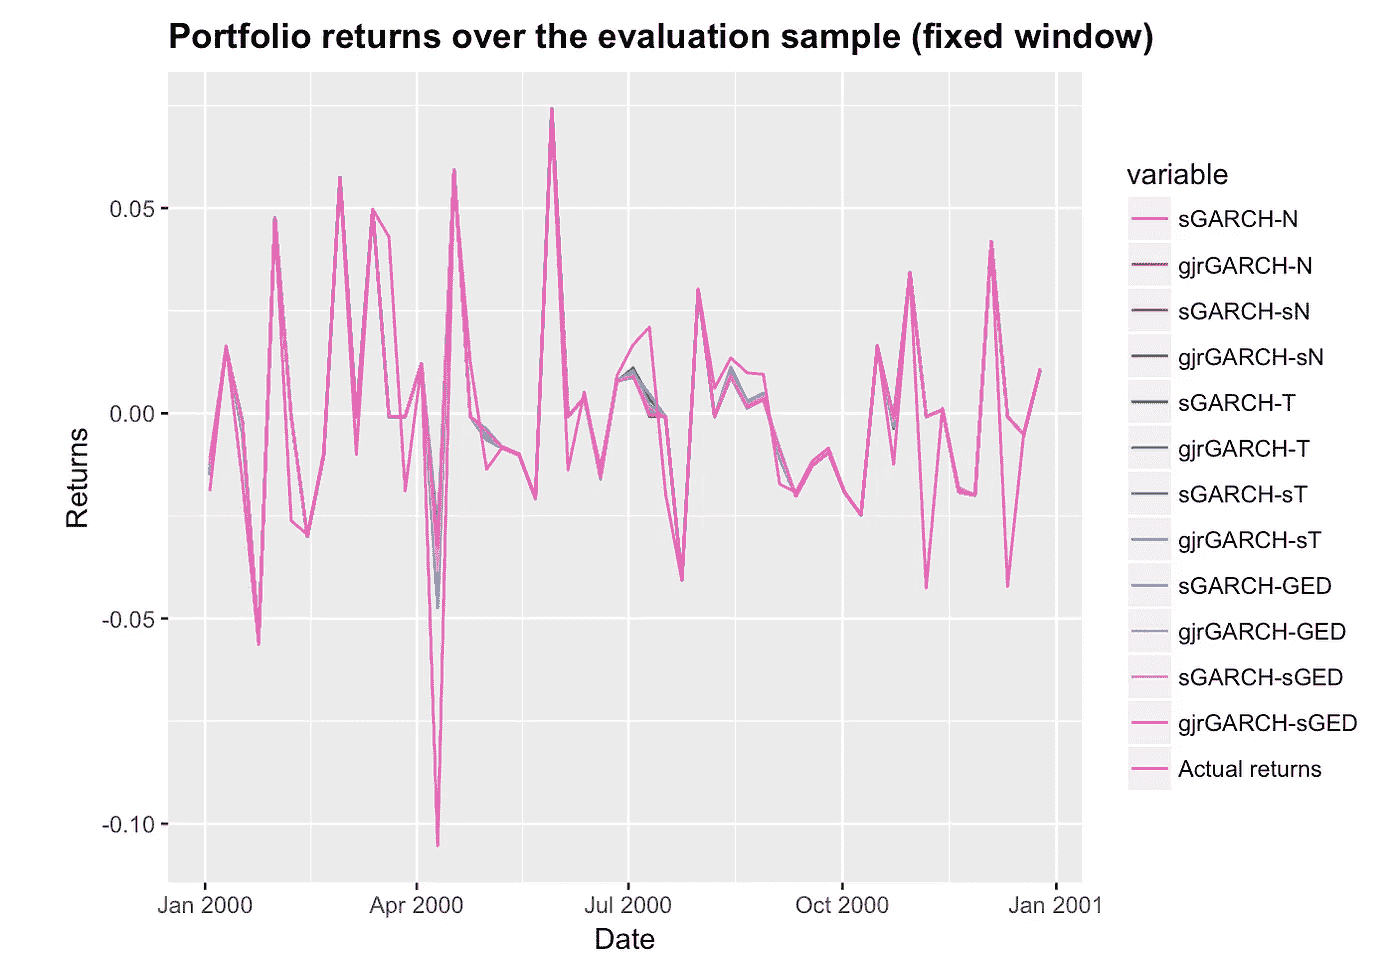 Portfolio returns over the evaluation sample (fixed window)
variable
sGARCH-N
gjrGARCH-N
sGARCH-sN
gjrGARCH-sN
sGARCH-T
gjrGARCH-T
sGARCH-sT
gjrGARCH-sT
sGARCH-GED
gjrGARCH-GED
sGARCH-sGED
gjrGARCH-sGED
Actual returns
Returns
0.05
0.00
-0.05
-0.10
Jan 2000
Apr 2000
Jul 2000
Oct 2000
Jan 2001
Date